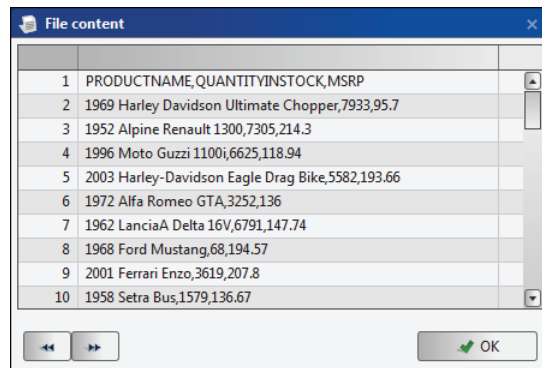 File content
1 PRODUCTNAME,QUANTITYINSTOCK,MSRP
2 1969 Harley Davidson Ultimate Chopper,7933,95.7
3 1952 Alpine Renault 1300,7305,214.3
4 1996 Moto Guzzi 1100i,6625,118.94
5 2003 Harley-Davidson Eagle Drag Bike,5582,193.66
6 1972 Alfa Romeo GTA,3252,136
7 1962 LanciaA Delta 16V,6791,147.74
8 1968 Ford Mustang,68,194.57
9 2001 Ferrari Enzo,3619,207.8
10 1958 Setra Bus,1579,136.67
OK